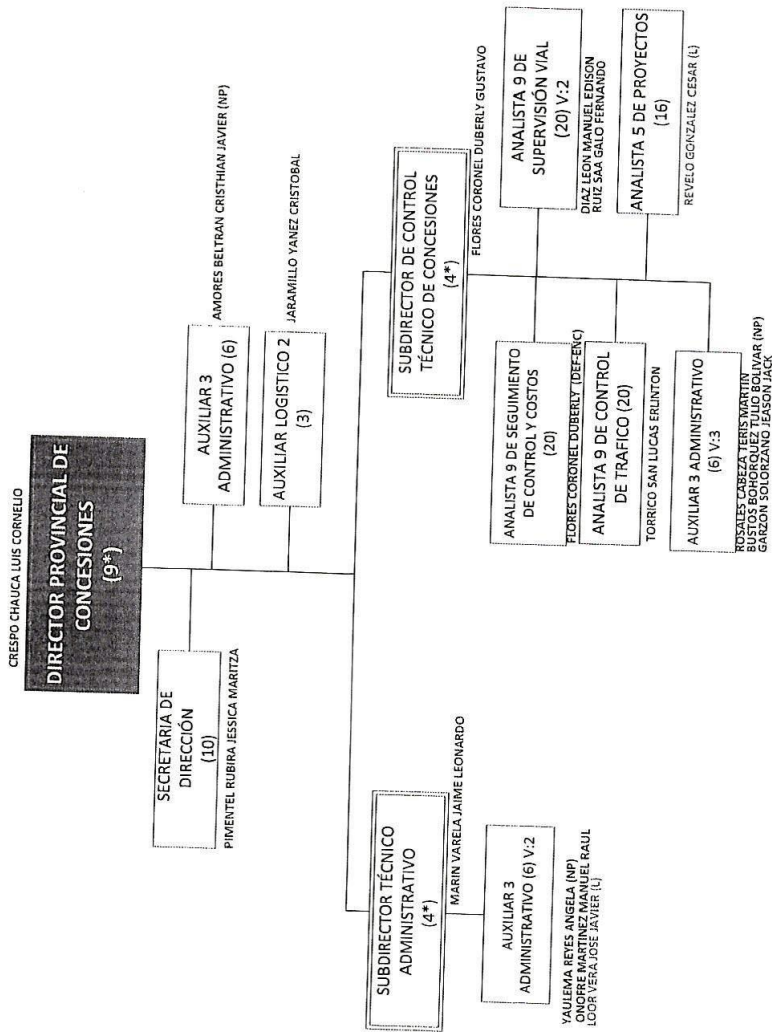 CRESPO CHAUCA LUIS CORNELIO
DIRECTOR PROVINCIAL DE
CONCESIONES
(9*)
SECRETARIA DE
DIRECCIÓN
(10)
PIMENTEL RUBIRA JESSICA MARITZA
AUXILIAR 3
ADMINISTRATIVO (6)
AMORES BELTRAN CRISTHIAN JAVIER (NP)
AUXILIAR LOGISTICO 2
(3)
JARAMILLO YANEZ CRISTOBAL
SUBDIRECTOR TÉCNICO
ADMINISTRATIVO
(4*)
MARIN VARELA JAIME LEONARDO
AUXILIAR 3
ADMINISTRATIVO (6) V:2
YAULEMA REYES ANGELA (NP)
ONOFRE MARTINEZ MANUEL RAUL
LOOR VERA JOSE JAVIER (L)
SUBDIRECTOR DE CONTROL
TÉCNICO DE CONCESIONES
(4*)
FLORES CORONEL DUBERLY GUSTAVO
ANALISTA 9 DE SEGUIMIENTO
DE CONTROL Y COSTOS
(20)
FLORES CORONEL DUBERLY (DEF-ENC)
ANALISTA 9 DE
SUPERVISIÓN VIAL
(20) V:2
DIAZ LEON MANUEL EDISON
RUIZ SAA GALO FERNANDO
ANALISTA 9 DE CONTROL
DE TRAFICO (20)
TORRICO SAN LUCAS ERLINTON
ANALISTA 5 DE PROYECTOS
(16)
REVELO GONZALEZ CESAR (L)
AUXILIAR 3 ADMINISTRATIVO
(6) V:3
ROSALES CABEZA TERIS MARTIN
BUSTOS BOHORQUEZ TULIO BOLIVAR (NP)
GARZON SOLORZANO JEASON JACK